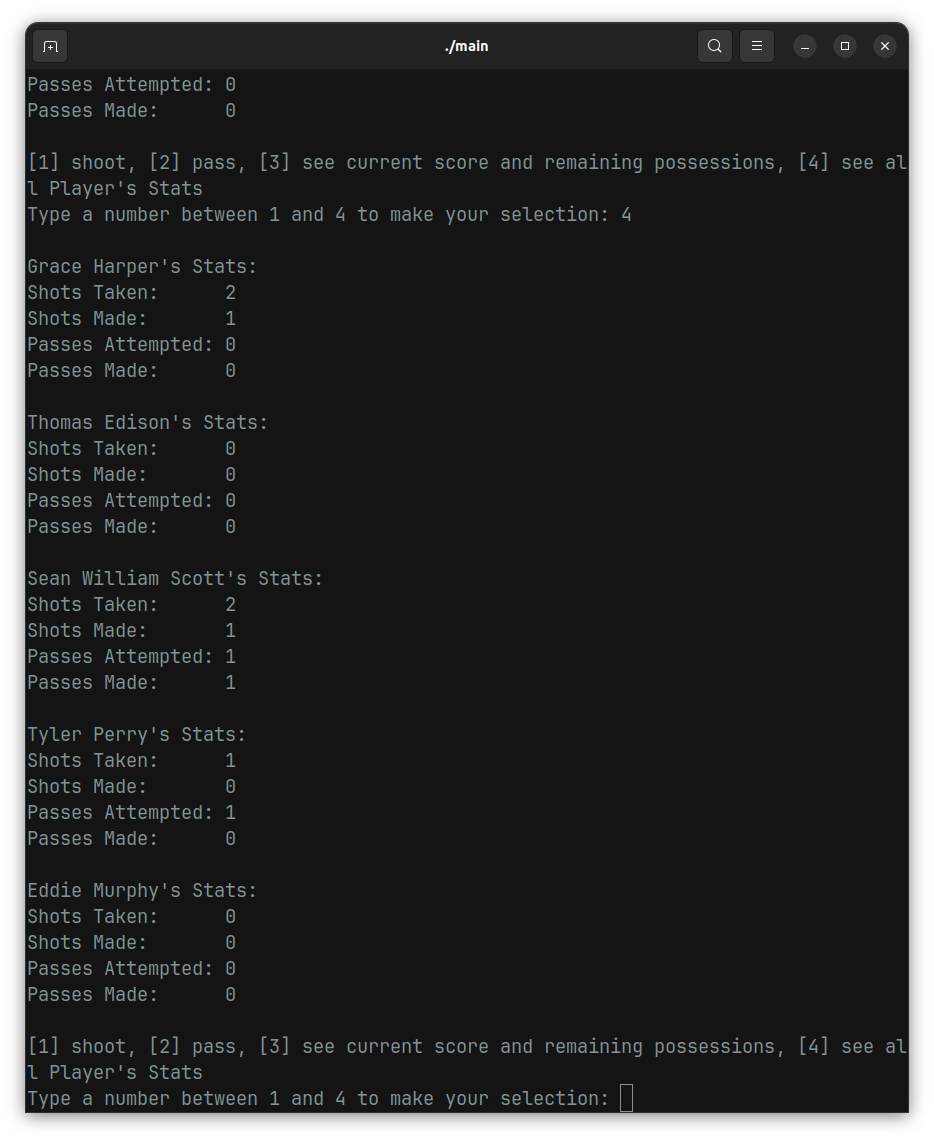 ./main
Passes Attempted: 0
Passes Made:      0

[1] shoot, [2] pass, [3] see current score and remaining possessions, [4] see al
l Player's Stats
Type a number between 1 and 4 to make your selection: 4

Grace Harper's Stats:
Shots Taken:      2
Shots Made:       1
Passes Attempted: 0
Passes Made:      0

Thomas Edison's Stats:
Shots Taken:      0
Shots Made:       0
Passes Attempted: 0
Passes Made:      0

Sean William Scott's Stats:
Shots Taken:      2
Shots Made:       1
Passes Attempted: 1
Passes Made:      1

Tyler Perry's Stats:
Shots Taken:      1
Shots Made:       0
Passes Attempted: 1
Passes Made:      0

Eddie Murphy's Stats:
Shots Taken:      0
Shots Made:       0
Passes Attempted: 0
Passes Made:      0

[1] shoot, [2] pass, [3] see current score and remaining possessions, [4] see al
l Player's Stats
Type a number between 1 and 4 to make your selection: